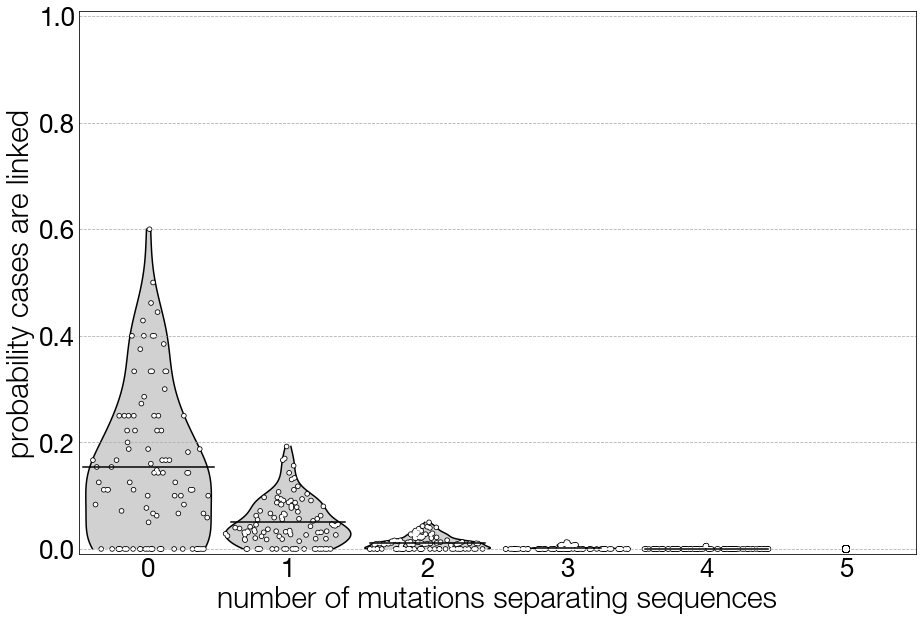 1.0
0.8
0.6
0.4
0.2
0.0
probability cases are linked
0 1 2 3 4 5
number of mutations separating sequences